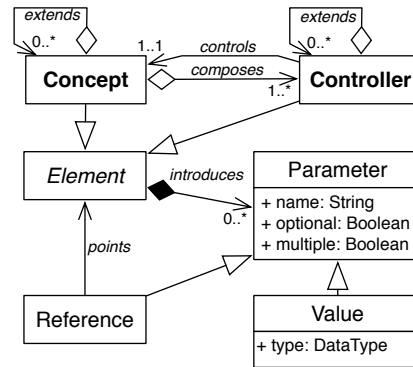 extends
extends
0..*
0..*
1..1
controls
Concept
composes
Controller
1..*
Element
introduces
Parameter
0..*
+ name: String
+ optional: Boolean
+ multiple: Boolean
points
Reference
Value
+ type: DataType